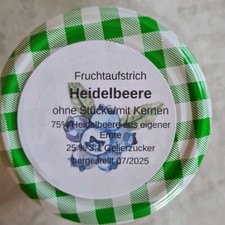 Fruchtaufstrich
Heidelbeere
ohne Stücke/mit Kernen
75% Heidelbeere aus eigener
Ernte
25 % 3:1 Gelierzucker
hergestellt 07/2025